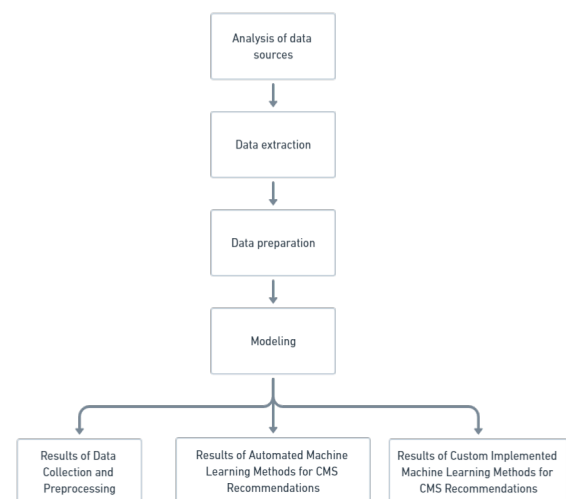 Analysis of data
sources
Data extraction
Data preparation
Modeling
Results of Data
Collection and
Preprocessing
Results of Automated Machine
Learning Methods for CMS
Recommendations
Results of Custom Implemented
Machine Learning Methods for
CMS Recommendations